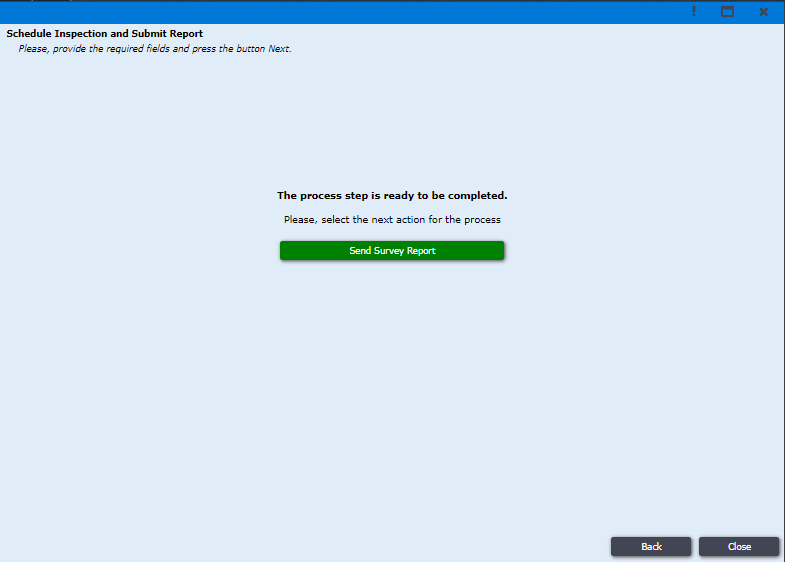 Schedule Inspection and Submit Report
Please, provide the required fields and press the button Next.
The process step is ready to be completed.
Please, select the next action for the process
Send Survey Report
Back
Close